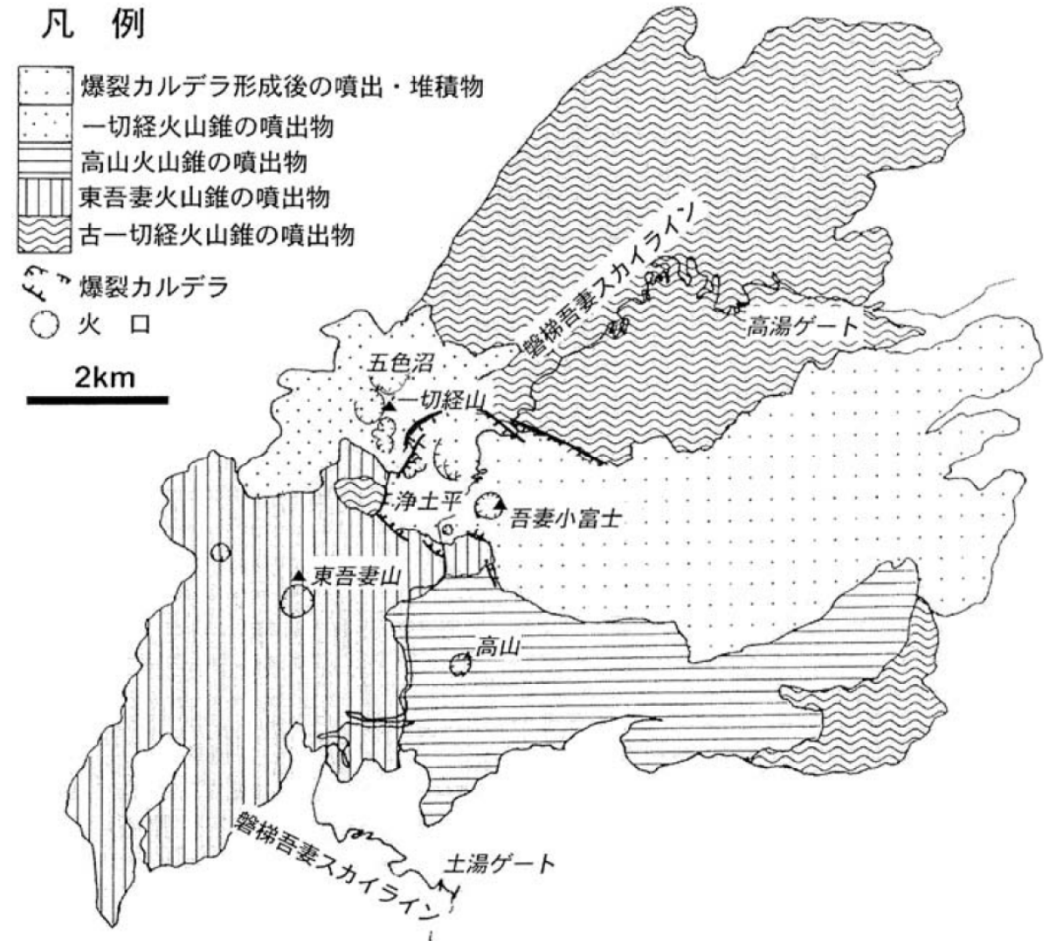 凡 例
爆裂カルデラ形成後の噴出・堆積物
一切経火山錐の噴出物
高山火山錐の噴出物
東吾妻火山錐の噴出物
古一切経火山錐の噴出物
爆裂カルデラ
火 口
2km
磐梯吾妻スカイライン
高湯ゲート
五色沼
一切経山
浄土平
吾妻小富士
東吾妻山
高山
磐梯吾妻スカイライン
土湯ゲート